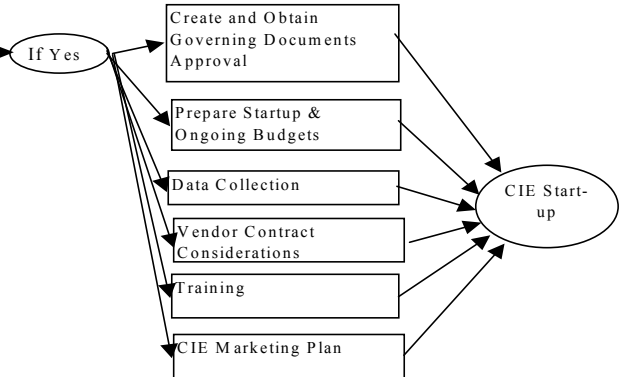 If Yes
Create and Obtain
Governing Documents
Approval
Prepare Startup &
Ongoing Budgets
Data Collection
Vendor Contract
Considerations
Training
CIE Marketing Plan
CIE Start-
up